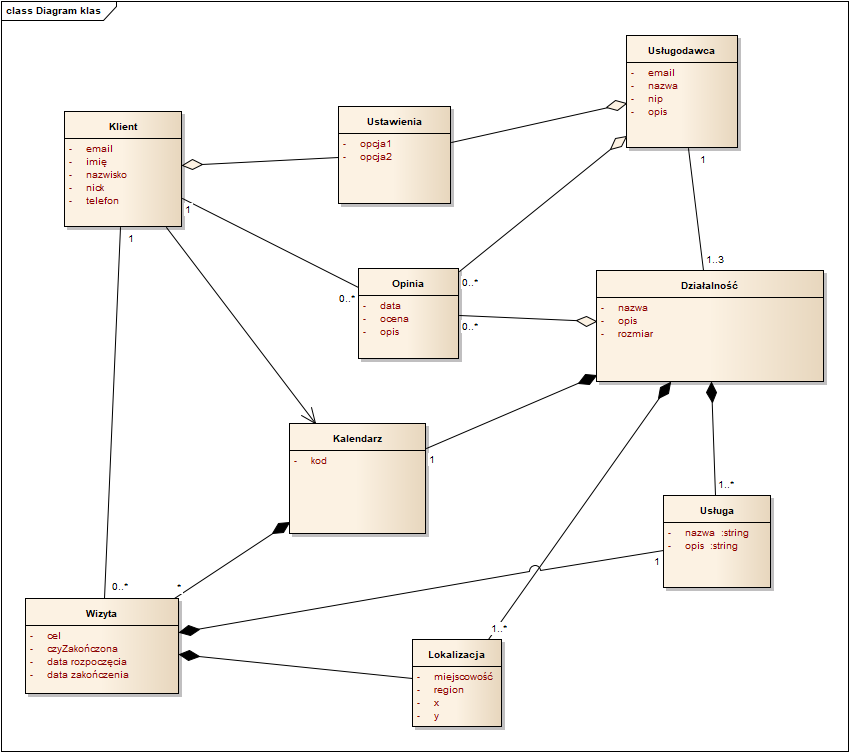 class Diagram klas
Usługodawca
- email
- nazwa
- nip
- opis
Klient
- email
- imię
- nazwisko
- nick
- telefon
Ustawienia
- opcja1
- opcja2
1
1
1
1..3
Opinia
- data
- ocena
- opis
0..*
0..*
0..*
Działalność
- nazwa
- opis
- rozmiar
Kalendarz
- kod
1
1..*
Usługa
- nazwa :string
- opis :string
1
0..*
*
Wizyta
- cel
- czyZakończona
- data rozpoczęcia
- data zakończenia
1..*
Lokalizacja
- miejscowość
- region
- x
- y